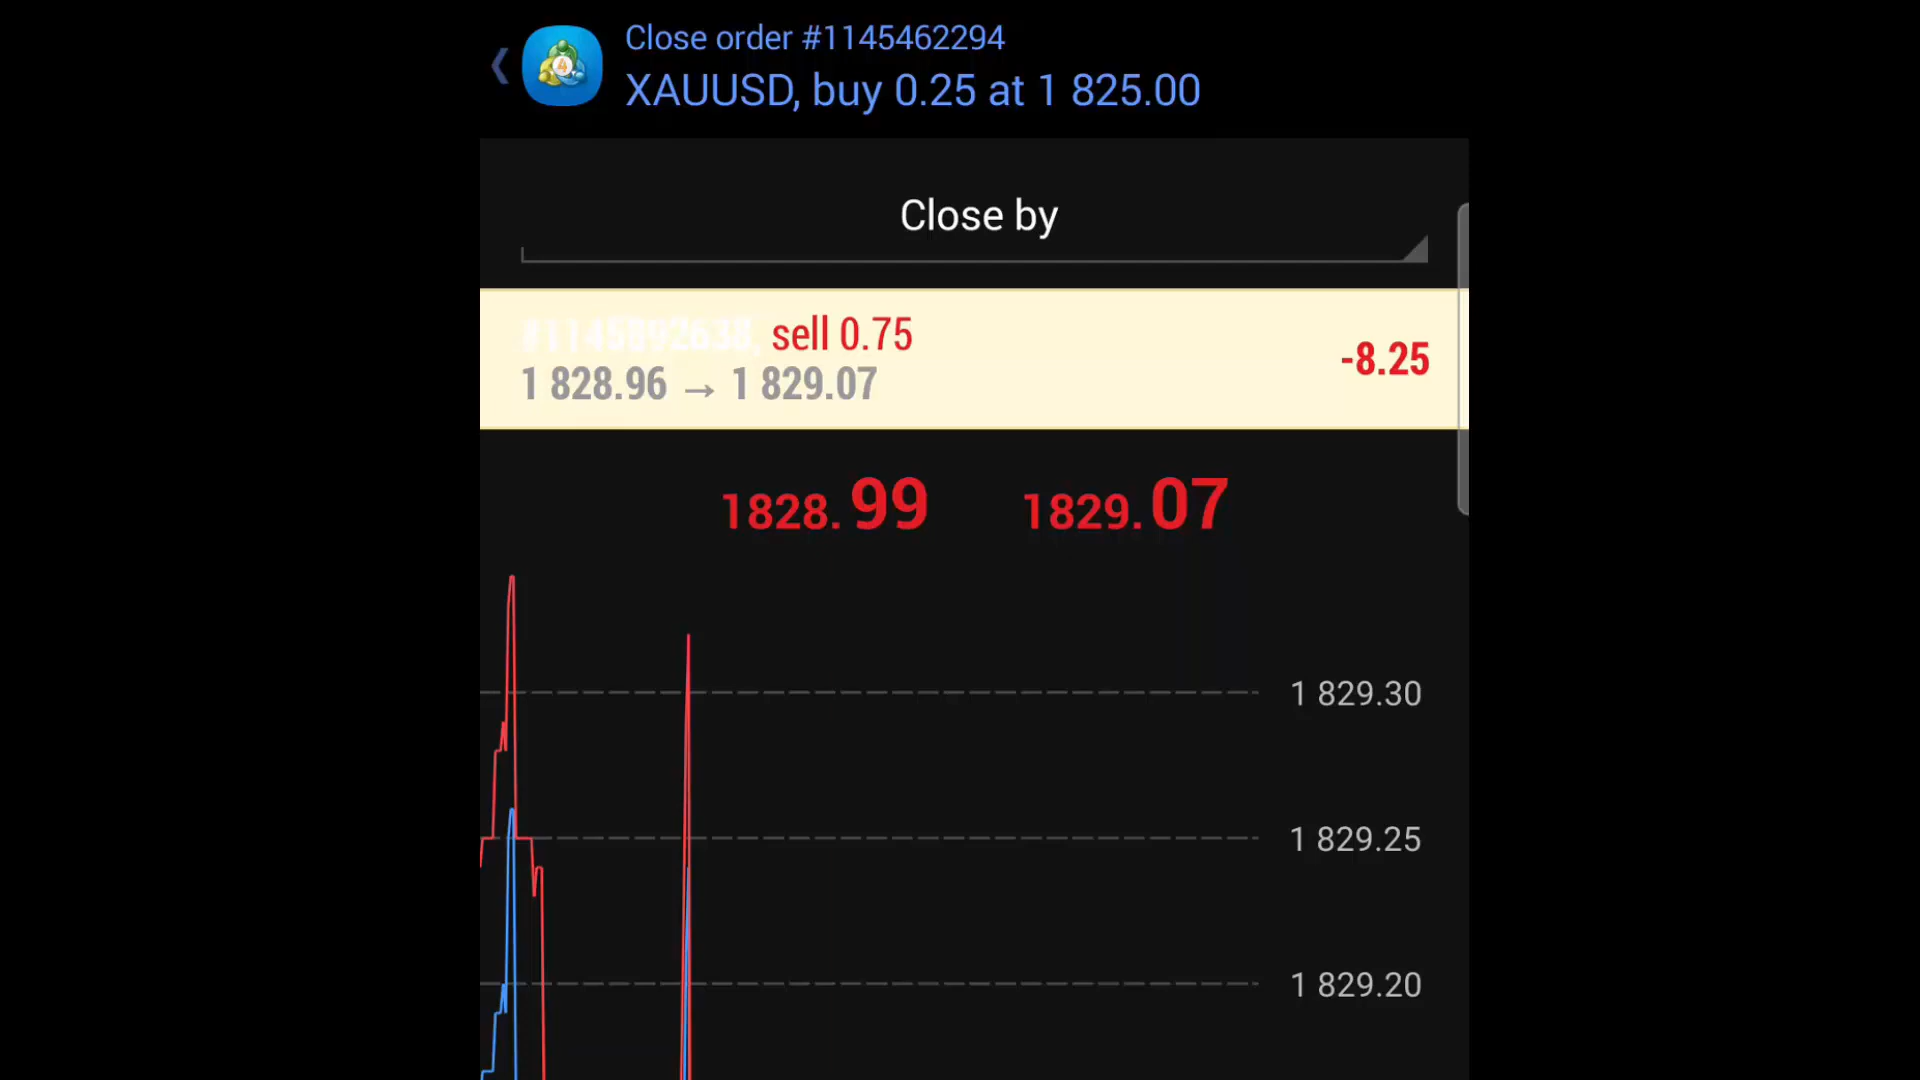 Close order #1145462294
XAUUSD, buy 0.25 at 1 825.00
Close by
#1145892638, sell 0.75
-8.25
1 828.96 → 1 829.07
1828.99 1829.07
1 829.30
1 829.25
1 829.20